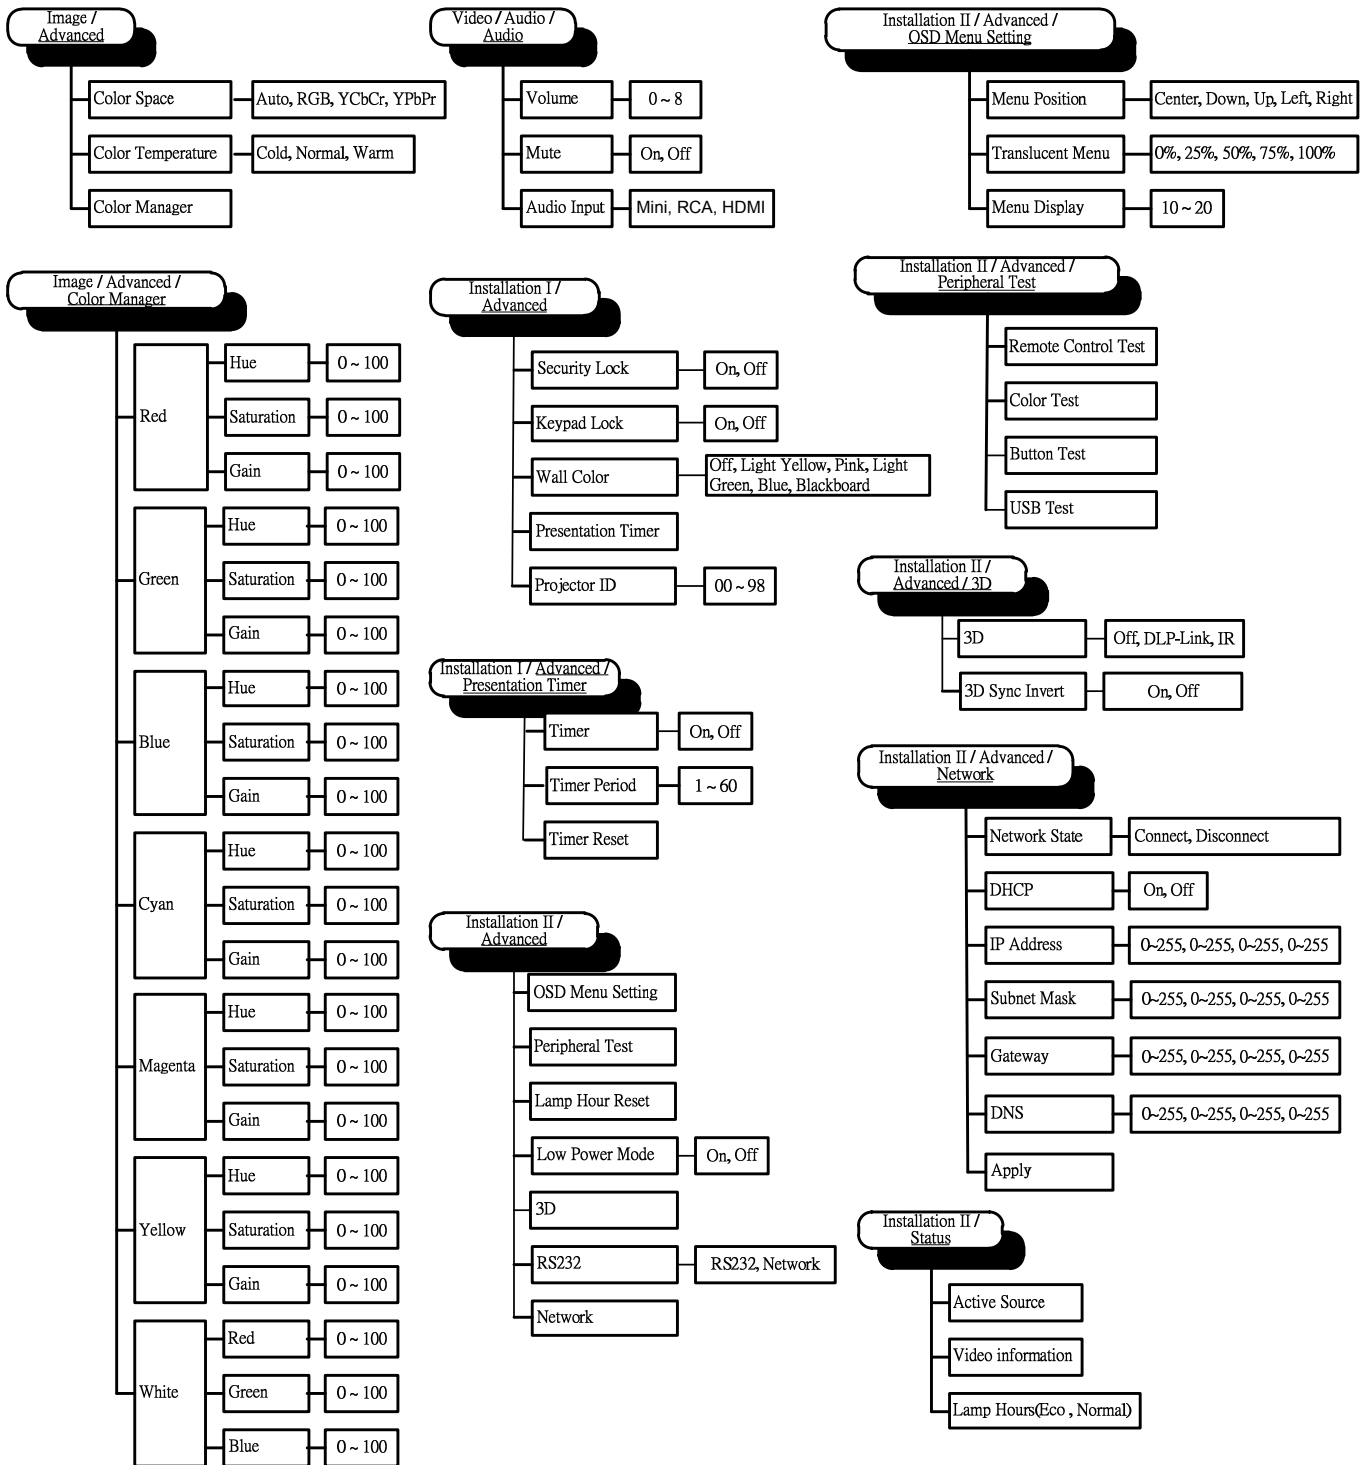 Image /
Advanced
Color Space
Auto, RGB, YCbCr, YPbPr
Color Temperature
Cold, Normal, Warm
Color Manager
Image / Advanced /
Color Manager
Red
Hue
0 ~ 100
Saturation
0 ~ 100
Gain
0 ~ 100
Green
Hue
0 ~ 100
Saturation
0 ~ 100
Gain
0 ~ 100
Blue
Hue
0 ~ 100
Saturation
0 ~ 100
Gain
0 ~ 100
Cyan
Hue
0 ~ 100
Saturation
0 ~ 100
Gain
0 ~ 100
Magenta
Hue
0 ~ 100
Saturation
0 ~ 100
Gain
0 ~ 100
Yellow
Hue
0 ~ 100
Saturation
0 ~ 100
Gain
0 ~ 100
White
Red
0 ~ 100
Green
0 ~ 100
Blue
0 ~ 100
Video / Audio /
Audio
Volume
0 ~ 8
Mute
On, Off
Audio Input
Mini, RCA, HDMI
Installation I /
Advanced
Security Lock
On, Off
Keypad Lock
On, Off
Wall Color
Off, Light Yellow, Pink, Light
Green, Blue, Blackboard
Presentation Timer
Projector ID
00 ~ 98
Installation I / Advanced /
Presentation Timer
Timer
On, Off
Timer Period
1 ~ 60
Timer Reset
Installation II /
Advanced
OSD Menu Setting
Peripheral Test
Lamp Hour Reset
Low Power Mode
On, Off
3D
RS232
RS232, Network
Network
Installation II / Advanced /
OSD Menu Setting
Menu Position
Center, Down, Up, Left, Right
Translucent Menu
0%, 25%, 50%, 75%, 100%
Menu Display
10 ~ 20
Installation II / Advanced /
Peripheral Test
Remote Control Test
Color Test
Button Test
USB Test
Installation II /
Advanced / 3D
3D
Off, DLP-Link, IR
3D Sync Invert
On, Off
Installation II / Advanced /
Network
Network State
Connect, Disconnect
DHCP
On, Off
IP Address
0~255, 0~255, 0~255, 0~255
Subnet Mask
0~255, 0~255, 0~255, 0~255
Gateway
0~255, 0~255, 0~255, 0~255
DNS
0~255, 0~255, 0~255, 0~255
Apply
Installation II /
Status
Active Source
Video information
Lamp Hours(Eco , Normal)